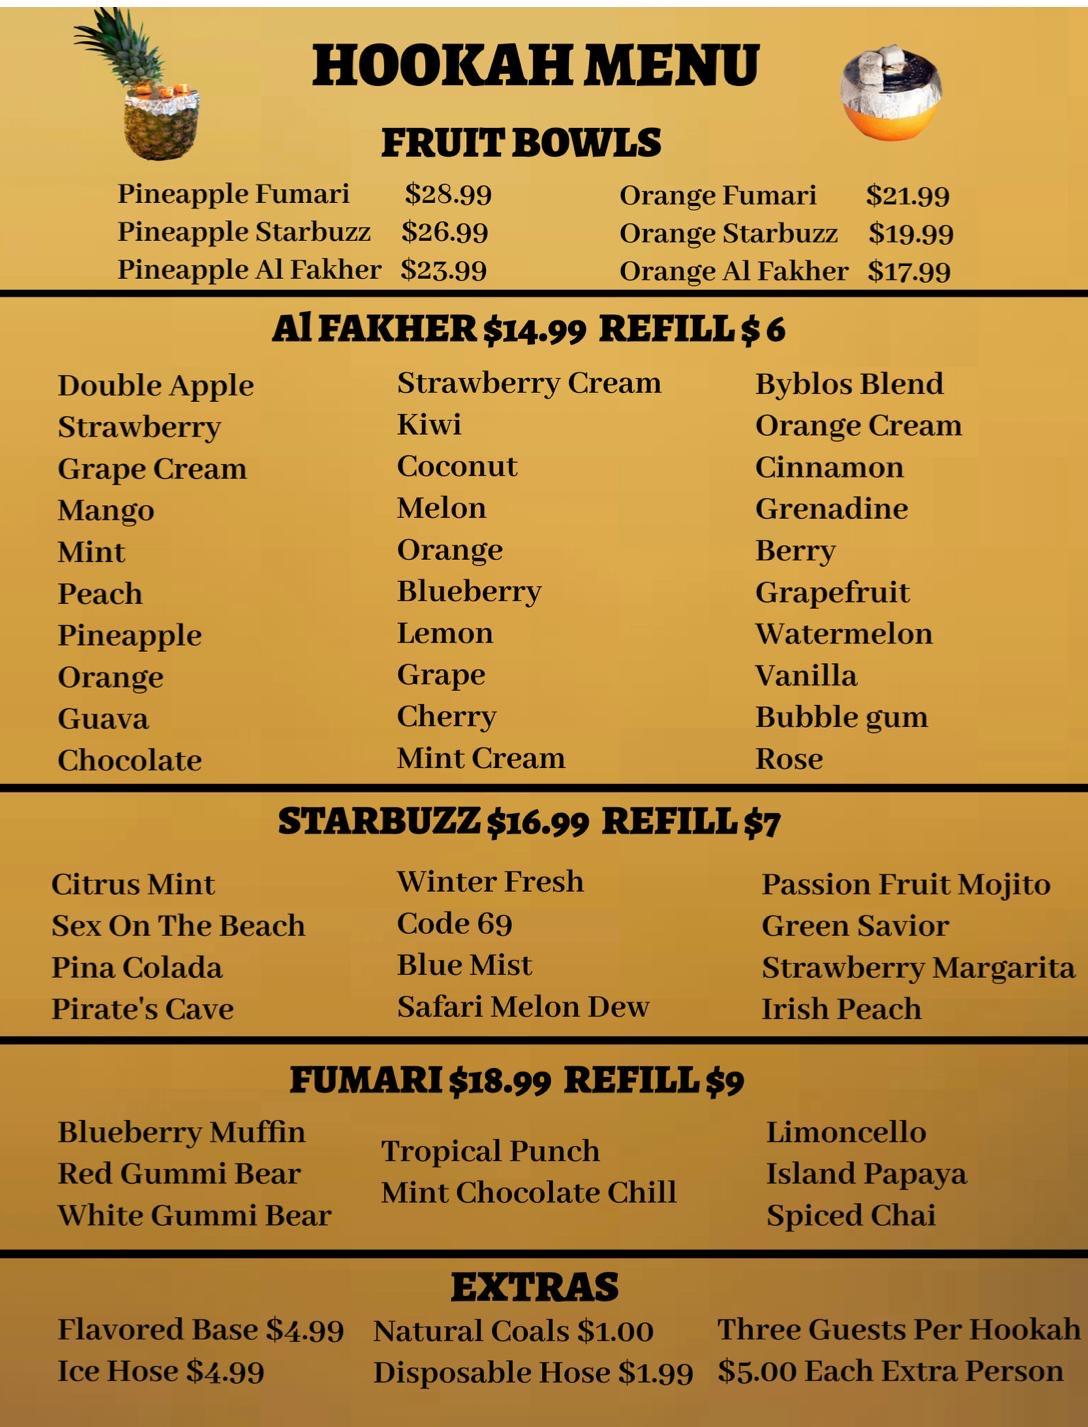 HOOKAH MENU
FRUIT BOWLS
Pineapple Fumari $28.99
Pineapple Starbuzz $26.99
Pineapple Al Fakher $23.99
Orange Fumari $21.99
Orange Starbuzz $19.99
Orange Al Fakher $17.99
Al FAKHER $14.99 REFILL $ 6
Double Apple
Strawberry
Grape Cream
Mango
Mint
Peach
Pineapple
Orange
Guava
Chocolate
Strawberry Cream
Kiwi
Coconut
Melon
Orange
Blueberry
Lemon
Grape
Cherry
Mint Cream
Byblos Blend
Orange Cream
Cinnamon
Grenadine
Berry
Grapefruit
Watermelon
Vanilla
Bubble gum
Rose
STARBUZZ $16.99 REFILL $7
Citrus Mint
Sex On The Beach
Pina Colada
Pirate's Cave
Winter Fresh
Code 69
Blue Mist
Safari Melon Dew
Passion Fruit Mojito
Green Savior
Strawberry Margarita
Irish Peach
FUMARI $18.99 REFILL $9
Blueberry Muffin
Red Gummi Bear
White Gummi Bear
Tropical Punch
Mint Chocolate Chill
Limoncello
Island Papaya
Spiced Chai
EXTRAS
Flavored Base $4.99
Ice Hose $4.99
Natural Coals $1.00
Disposable Hose $1.99
Three Guests Per Hookah
$5.00 Each Extra Person